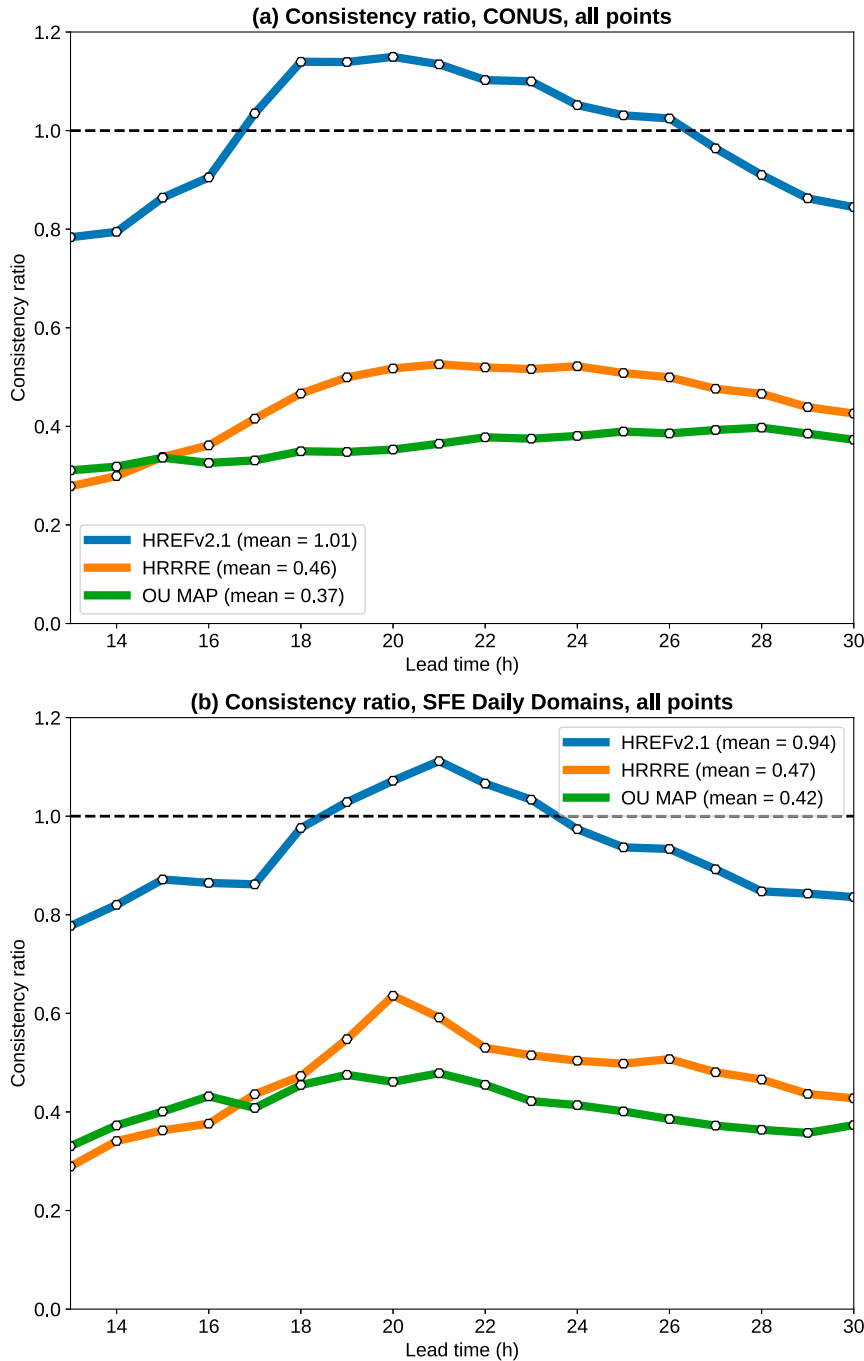 (a) Consistency ratio, CONUS, all points
1.2
1.0
0.8
0.6
0.4
0.2
0.0
Consistency ratio
HREFv2.1 (mean = 1.01)
HRRRE (mean = 0.46)
OU MAP (mean = 0.37)
14 16 18 20 22 24 26 28 30
Lead time (h)
(b) Consistency ratio, SFE Daily Domains, all points
1.2
1.0
0.8
0.6
0.4
0.2
0.0
Consistency ratio
HREFv2.1 (mean = 0.94)
HRRRE (mean = 0.47)
OU MAP (mean = 0.42)
14 16 18 20 22 24 26 28 30
Lead time (h)